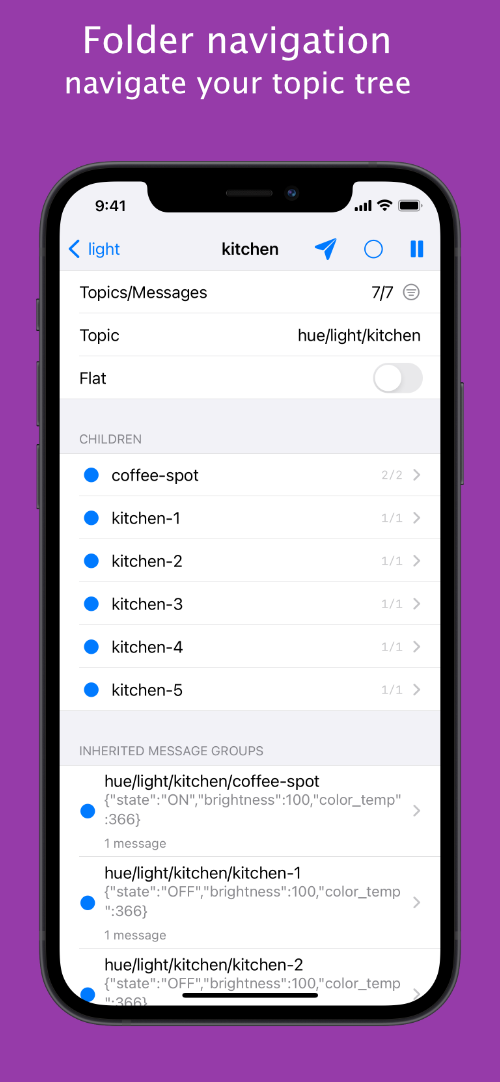 Folder navigation
navigate your topic tree
9:41
light
kitchen
Topics/Messages
7/7
Topic
hue/light/kitchen
Flat
CHILDREN
coffee-spot
2/2
kitchen-1
1/1
kitchen-2
1/1
kitchen-3
1/1
kitchen-4
1/1
kitchen-5
1/1
INHERITED MESSAGE GROUPS
hue/light/kitchen/coffee-spot
{"state":"ON","brightness":100,"color_temp"
:366}
1 message
hue/light/kitchen/kitchen-1
{"state":"OFF","brightness":100,"color_temp
":366}
1 message
hue/light/kitchen/kitchen-2
{"state":"OFF","brightness":100,"color_temp
":366}